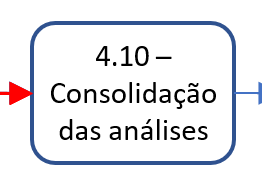 4.10 –
Consolidação
das análises